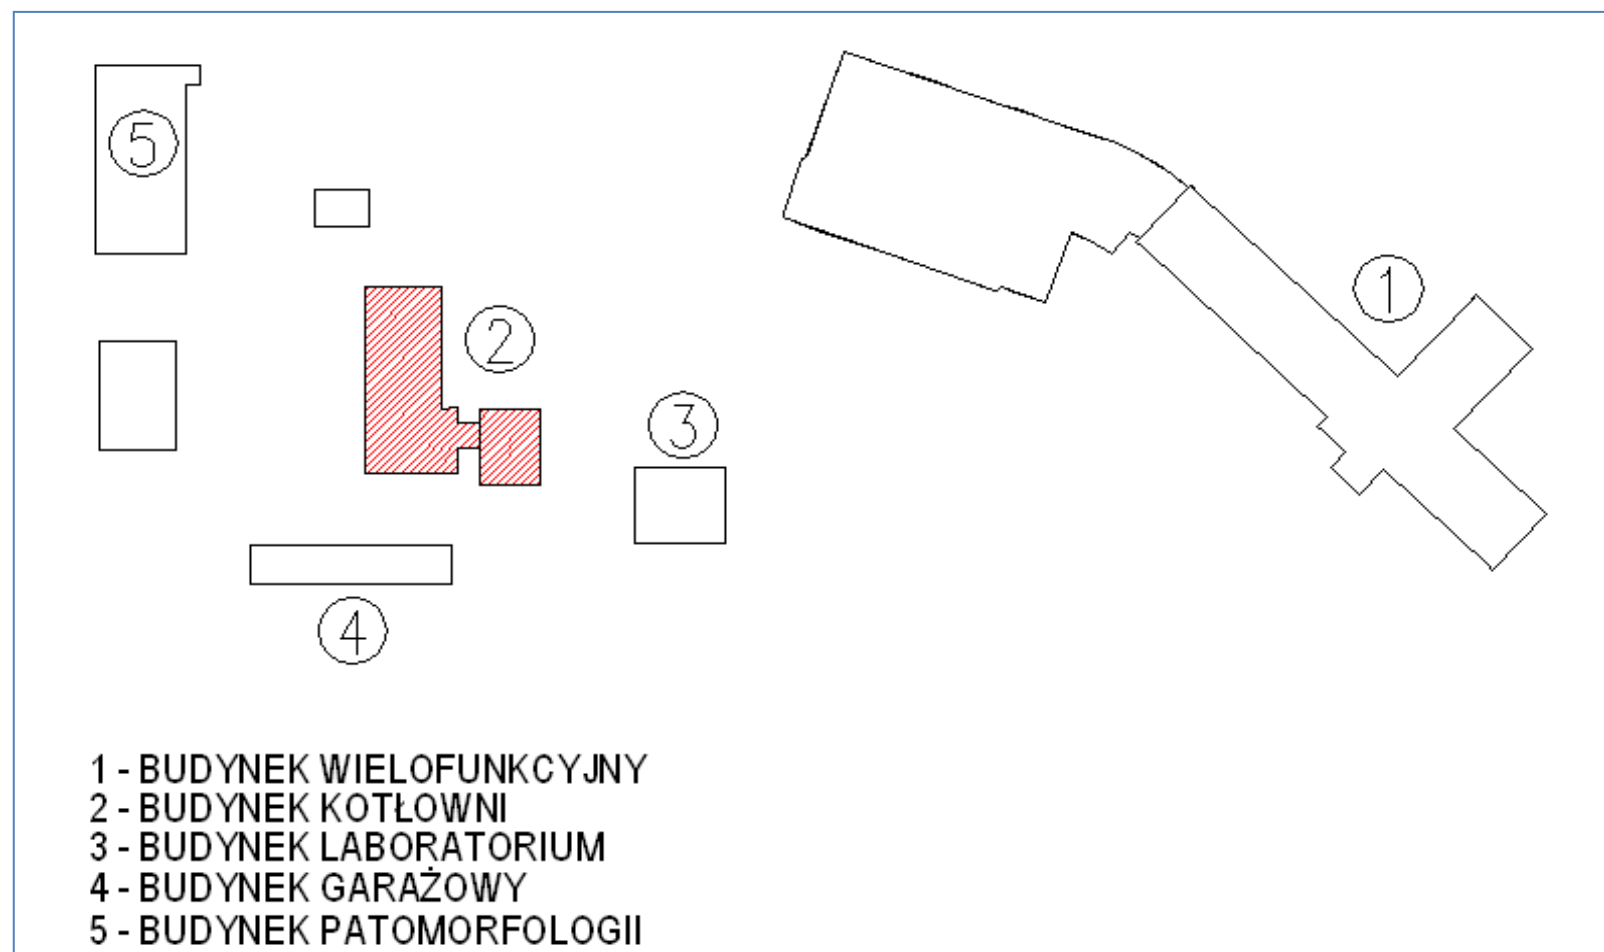 5
2
1
3
4
1 - BUDYNEK WIELOFUNKCYJNY
2 - BUDYNEK KOTŁOWNI
3 - BUDYNEK LABORATORIUM
4 - BUDYNEK GARAŻOWY
5 - BUDYNEK PATOMORFOLOGII